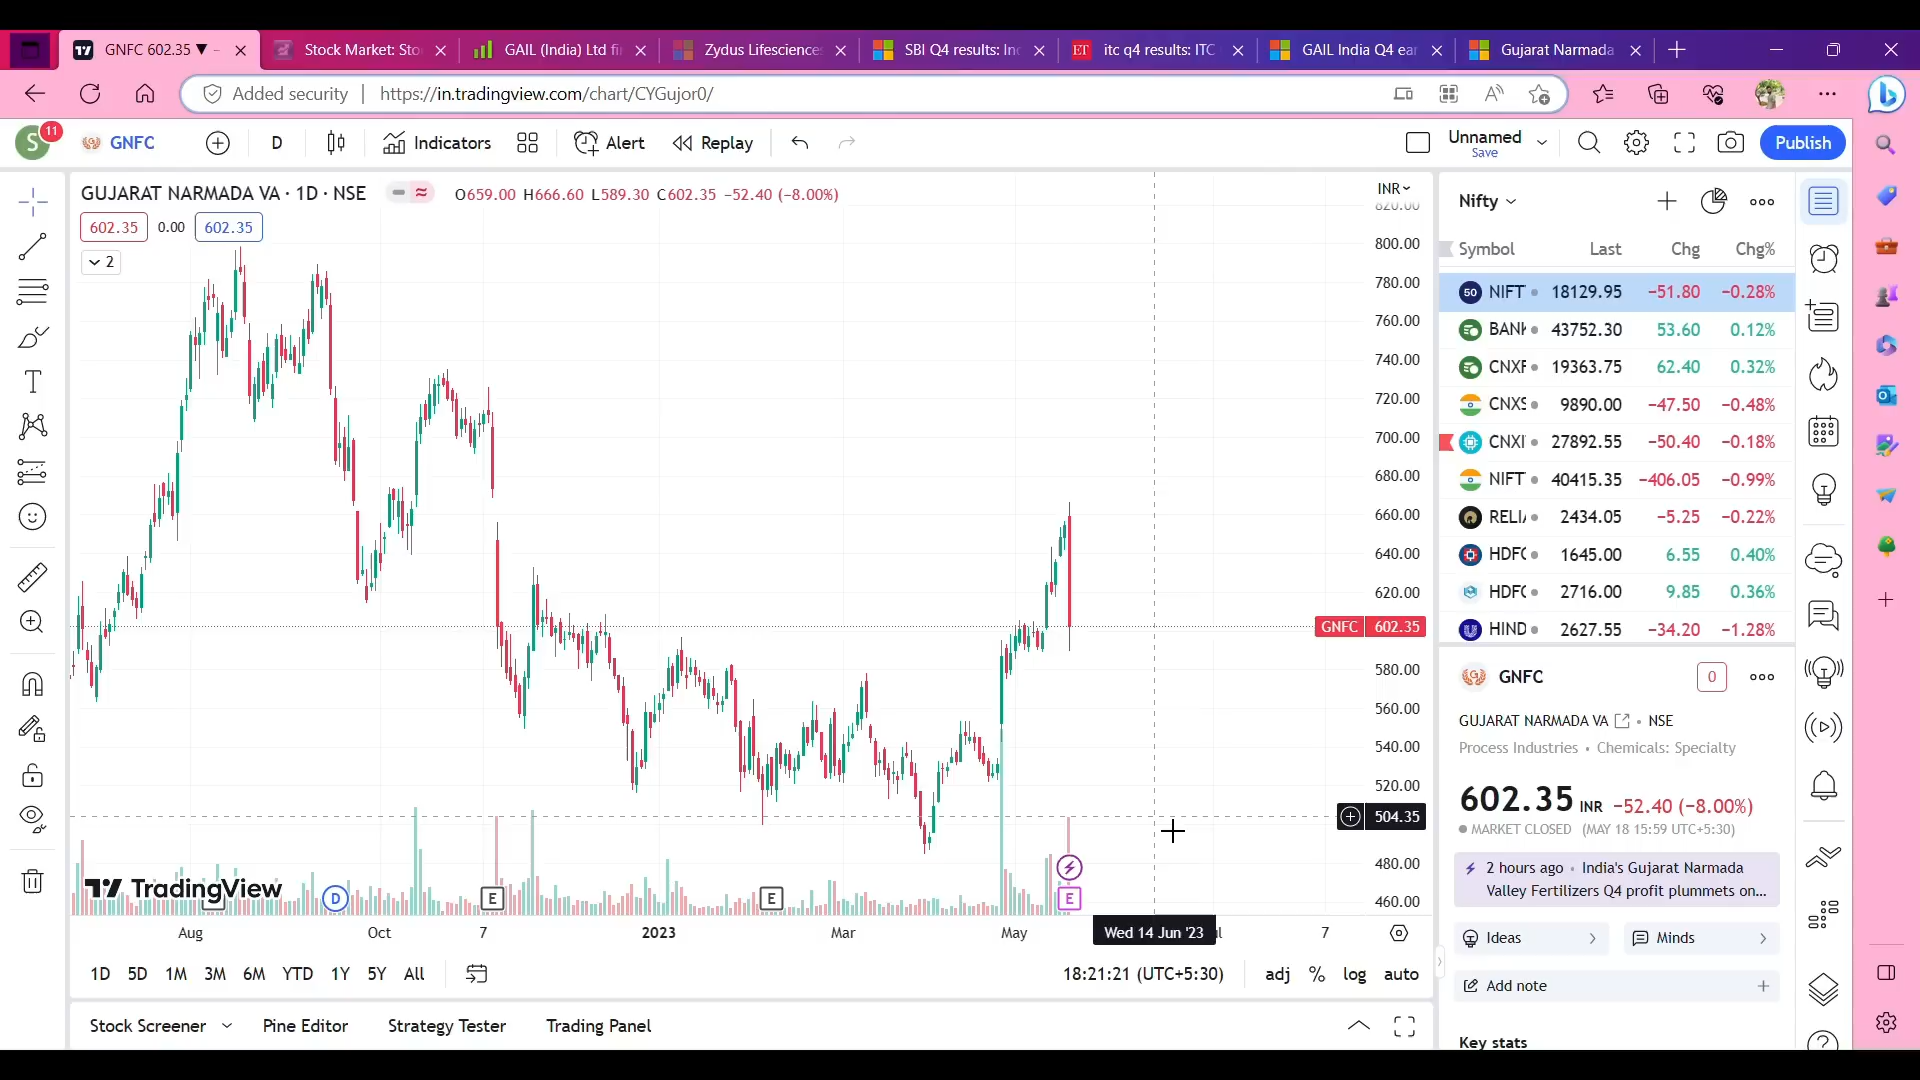 GNFC 602.35 ▼ -
Stock Market: Sto
GAIL (India) Ltd fi
Zydus Lifesciences
SBI Q4 results: Inc
ET itc q4 results: ITC
GAIL India Q4 ear
Gujarat Narmada
Added security
https://in.tradingview.com/chart/CYGujor0/
S 11 GNFC D Indicators Alert Replay
Unnamed
Save
Publish
GUJARAT NARMADA VA · 1D · NSE O659.00 H666.60 L589.30 C602.35 −52.40 (−8.00%)
602.35 0.00 602.35
2
INR
820.00
800.00
780.00
760.00
740.00
720.00
700.00
680.00
660.00
640.00
620.00
GNFC 602.35
580.00
560.00
540.00
520.00
504.35
480.00
460.00
TradingView
D E E E
Aug Oct 7 2023 Mar May Wed 14 Jun '23 7
1D 5D 1M 3M 6M YTD 1Y 5Y All
18:21:21 (UTC+5:30) adj % log auto
Stock Screener Pine Editor Strategy Tester Trading Panel
Nifty
Symbol Last Chg Chg%
50 NIFT 18129.95 −51.80 −0.28%
BANK 43752.30 53.60 0.12%
CNXF 19363.75 62.40 0.32%
CNXS 9890.00 −47.50 −0.48%
CNXI 27892.55 −50.40 −0.18%
NIFT 40415.35 −406.05 −0.99%
RELI 2434.05 −5.25 −0.22%
HDFC 1645.00 6.55 0.40%
HDFC 2716.00 9.85 0.36%
HIND 2627.55 −34.20 −1.28%
GNFC 0
GUJARAT NARMADA VA • NSE
Process Industries • Chemicals: Specialty
602.35 INR −52.40 (−8.00%)
MARKET CLOSED (MAY 18 15:59 UTC+5:30)
2 hours ago • India's Gujarat Narmada
Valley Fertilizers Q4 profit plummets on...
Ideas
Minds
Add note
Key stats